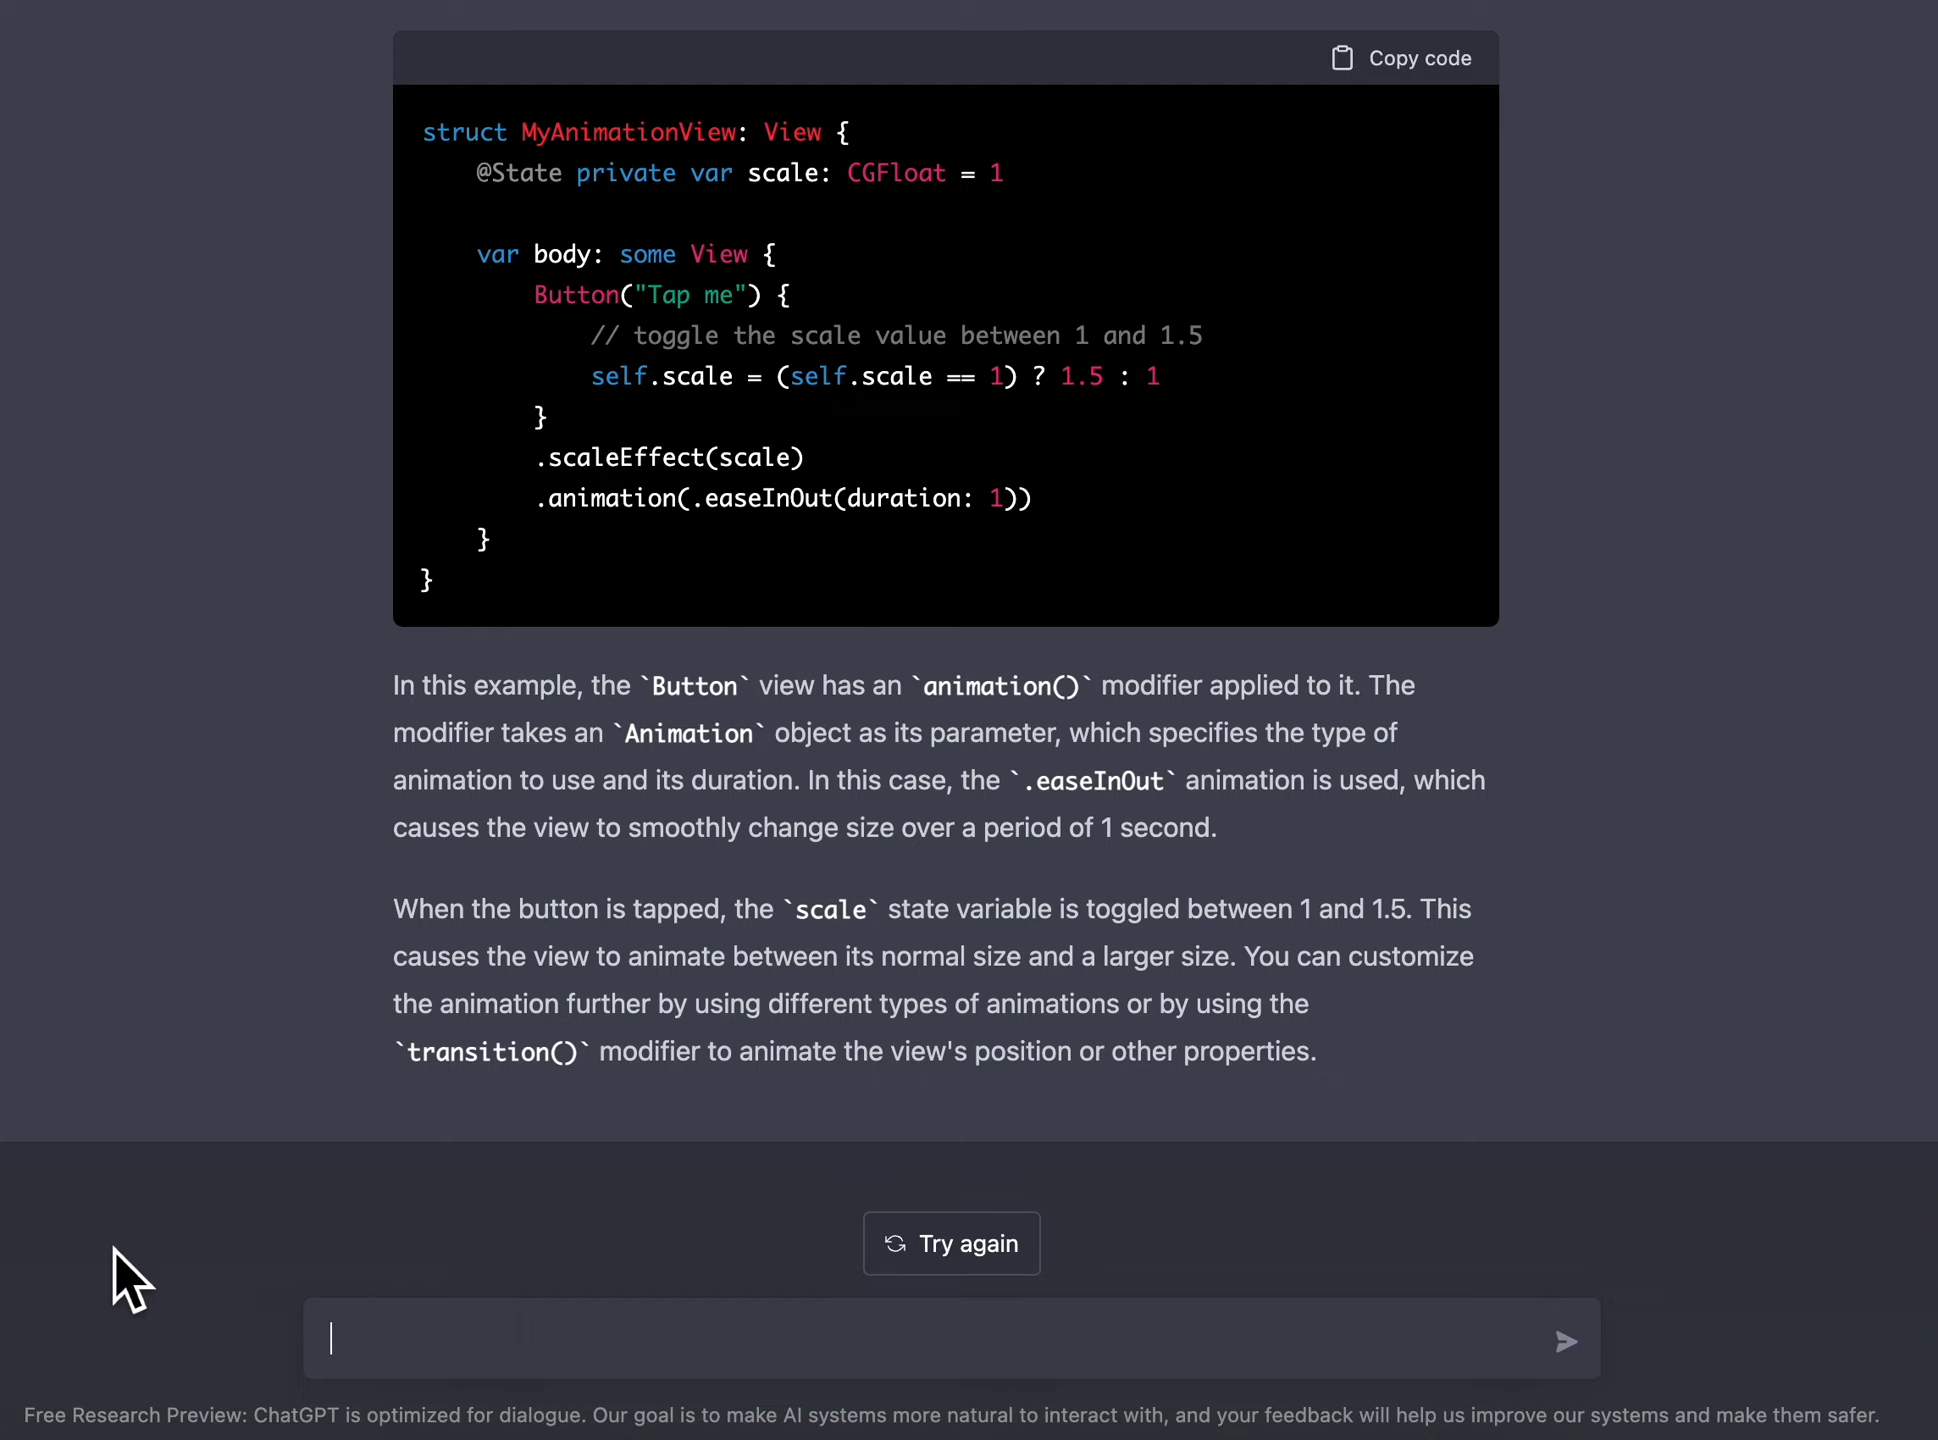 Copy code
struct MyAnimationView: View {
    @State private var scale: CGFloat = 1

    var body: some View {
        Button("Tap me") {
            // toggle the scale value between 1 and 1.5
            self.scale = (self.scale == 1) ? 1.5 : 1
        }
        .scaleEffect(scale)
        .animation(.easeInOut(duration: 1))
    }
}
In this example, the `Button` view has an `animation()` modifier applied to it. The
modifier takes an `Animation` object as its parameter, which specifies the type of
animation to use and its duration. In this case, the `.easeInOut` animation is used, which
causes the view to smoothly change size over a period of 1 second.
When the button is tapped, the `scale` state variable is toggled between 1 and 1.5. This
causes the view to animate between its normal size and a larger size. You can customize
the animation further by using different types of animations or by using the
`transition()` modifier to animate the view's position or other properties.
Try again
Free Research Preview: ChatGPT is optimized for dialogue. Our goal is to make AI systems more natural to interact with, and your feedback will help us improve our systems and make them safer.